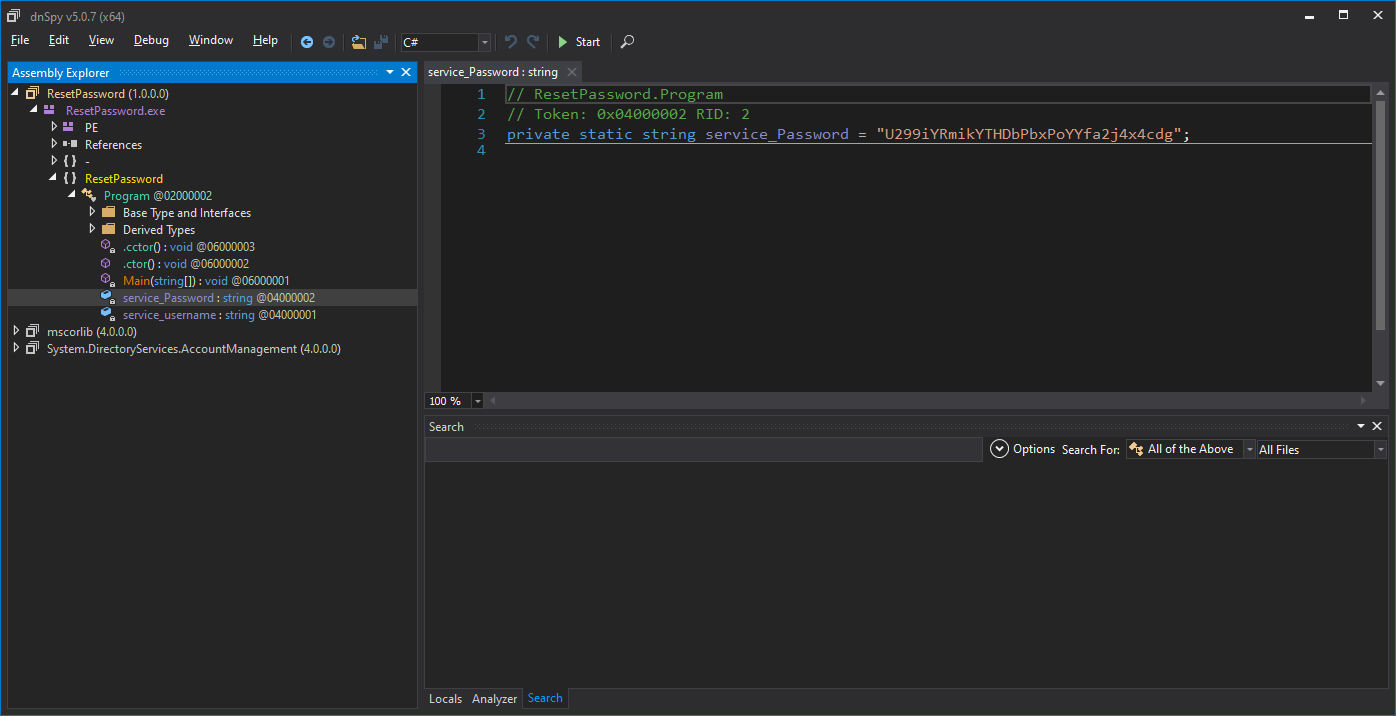 dnSpy v5.0.7 (x64)
File Edit View Debug Window Help C# Start
Assembly Explorer
ResetPassword (1.0.0.0)
ResetPassword.exe
PE
References
{ } -
{ } ResetPassword
Program @02000002
Base Type and Interfaces
Derived Types
.cctor() : void @06000003
.ctor() : void @06000002
Main(string[]) : void @06000001
service_Password : string @04000002
service_username : string @04000001
mscorlib (4.0.0.0)
System.DirectoryServices.AccountManagement (4.0.0.0)
service_Password : string
1 // ResetPassword.Program
2 // Token: 0x04000002 RID: 2
3 private static string service_Password = "U299iYRmikYTHDbPbxPoYYfa2j4x4cdg";
4
100 %
Search
Options Search For: All of the Above All Files
Locals Analyzer Search